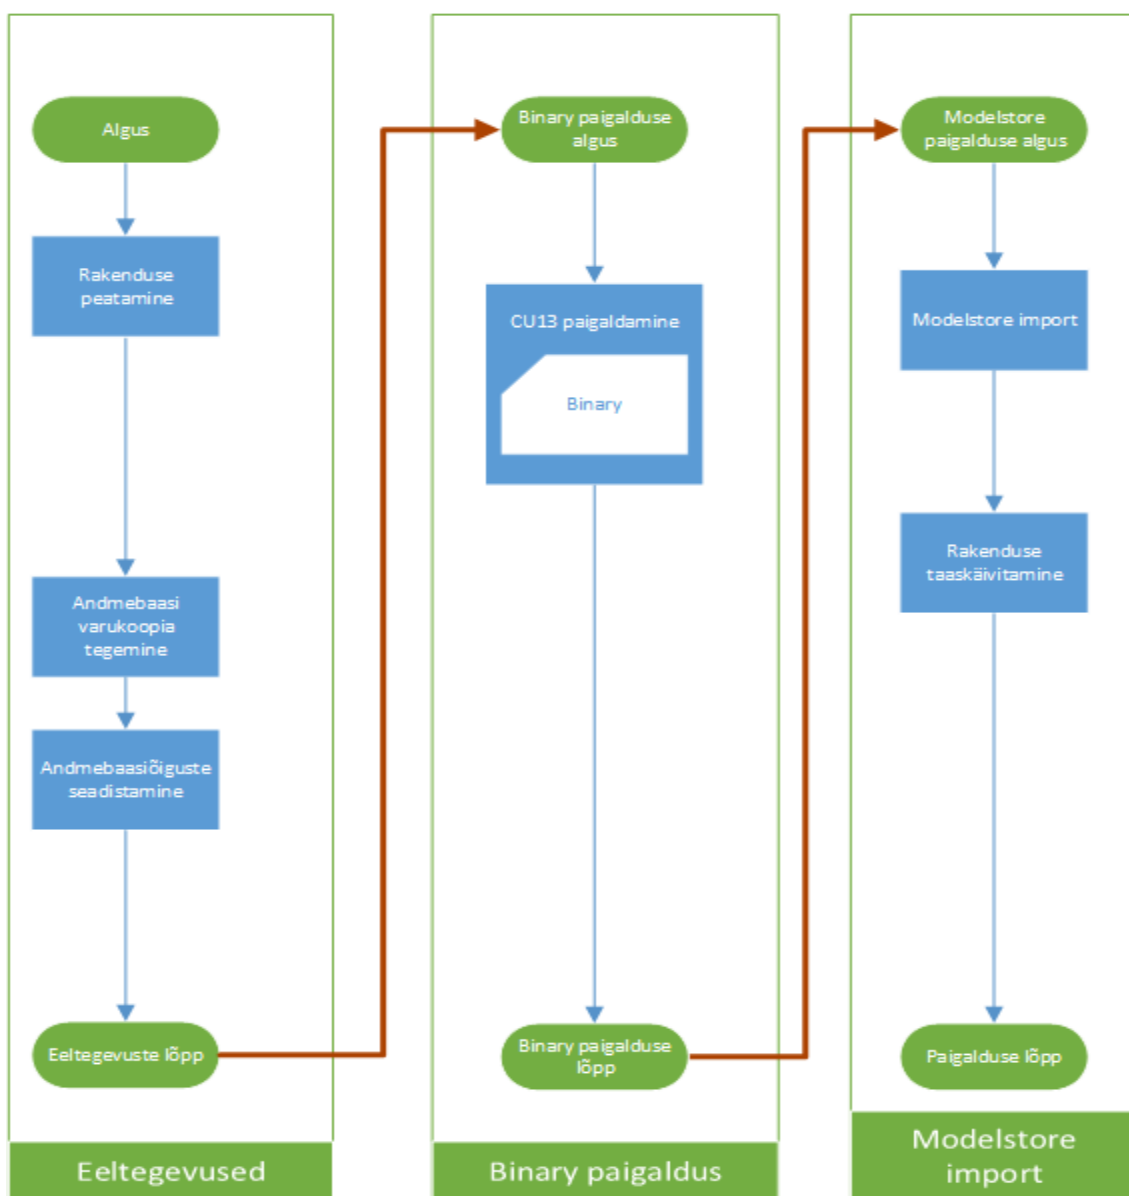 Algus
Rakenduse
peatamine
Andmebaasi
varukoopia
tegemine
Andmebaasiõiguste
seadistamine
Eeltegevuste lõpp
Eeltegevused
Binary paigalduse
algus
CU13 paigaldamine
Binary
Binary paigalduse
lõpp
Binary paigaldus
Modelstore
paigalduse algus
Modelstore import
Rakenduse
taaskäivitamine
Paigalduse lõpp
Modelstore
import